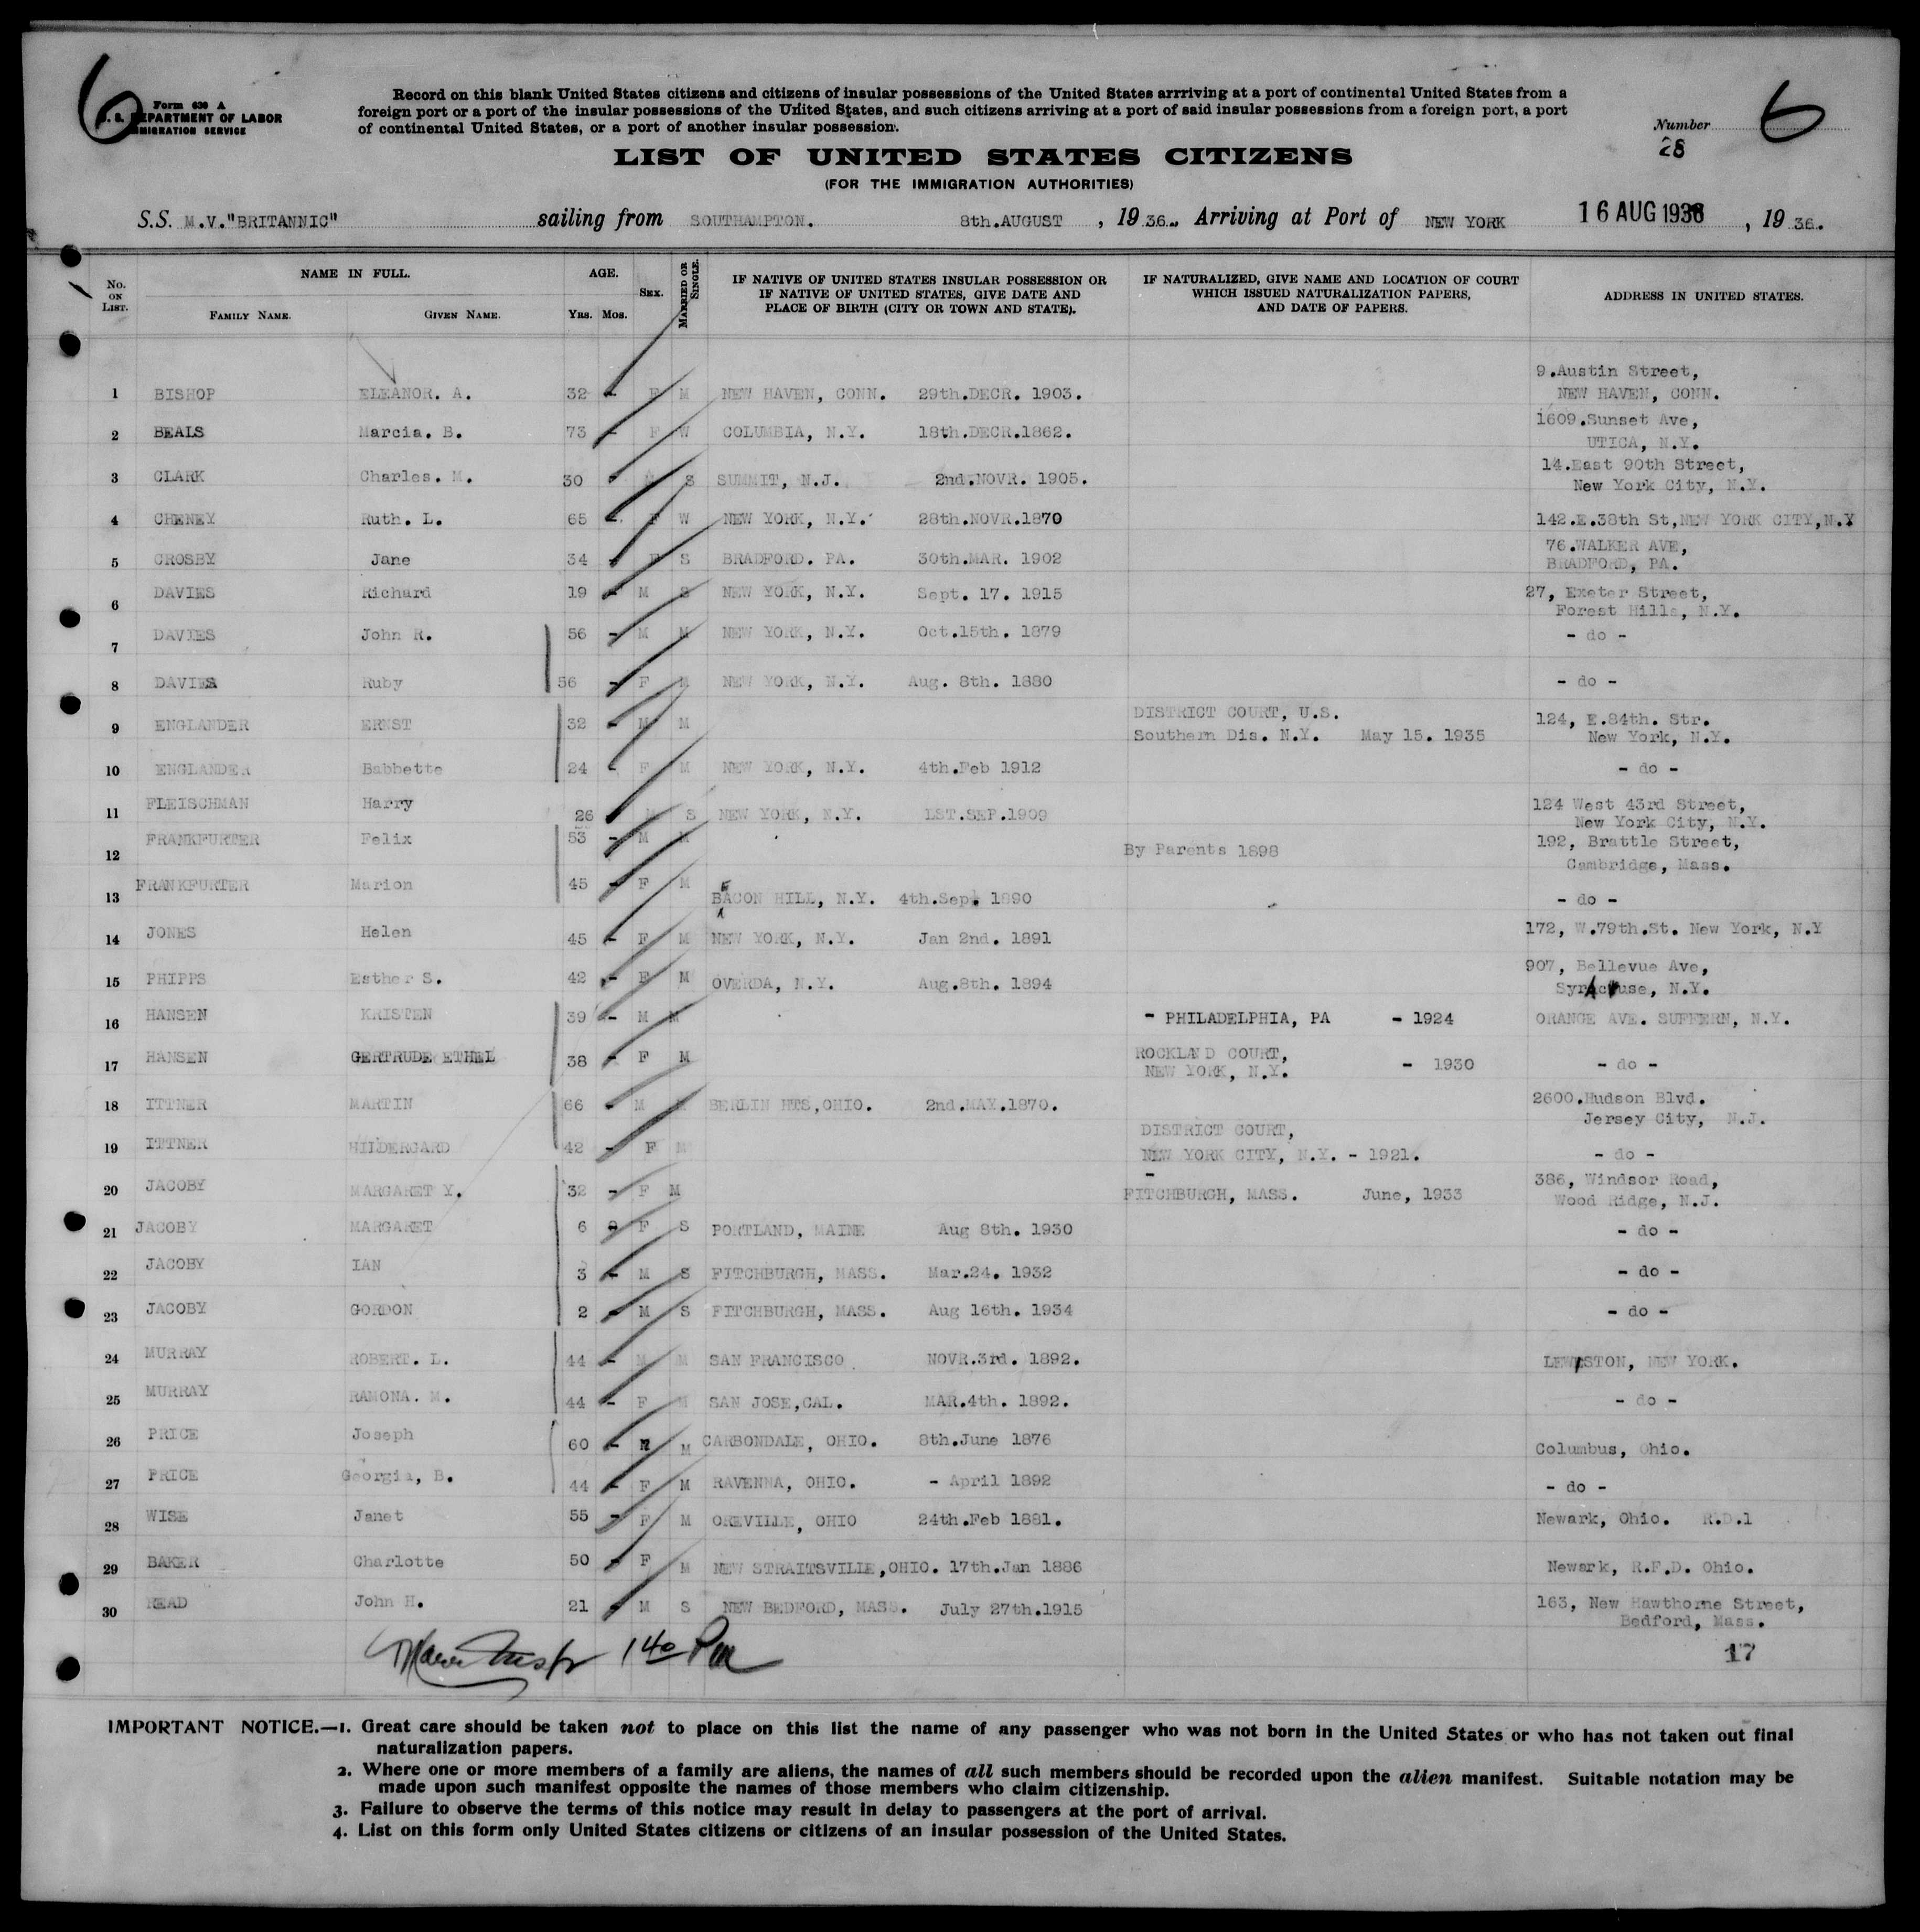 6
Form 630 A
U. S. DEPARTMENT OF LABOR
IMMIGRATION SERVICE
Record on this blank United States citizens and citizens of insular possessions of the United States arrriving at a port of continental United States from a
foreign port or a port of the insular possessions of the United States, and such citizens arriving at a port of said insular possessions from a foreign port, a port
of continental United States, or a port of another insular possession.
Number 6
28
LIST OF UNITED STATES CITIZENS
(FOR THE IMMIGRATION AUTHORITIES)
S.S. M.V."BRITANNIC" sailing from SOUTHAMPTON. 8th.AUGUST , 19 36. Arriving at Port of NEW YORK 16 AUG 1936 , 19 36.
No. ON LIST. NAME IN FULL. AGE. SEX. MARRIED OR SINGLE. IF NATIVE OF UNITED STATES INSULAR POSSESSION OR IF NATIVE OF UNITED STATES, GIVE DATE AND PLACE OF BIRTH (CITY OR TOWN AND STATE). IF NATURALIZED, GIVE NAME AND LOCATION OF COURT WHICH ISSUED NATURALIZATION PAPERS, AND DATE OF PAPERS. ADDRESS IN UNITED STATES.
FAMILY NAME. GIVEN NAME. YRS. MOS.
1 BISHOP ELEANOR. A. 32 - F M NEW HAVEN, CONN. 29th.DECR. 1903. 9.Austin Street, NEW HAVEN, CONN.
2 BEALS Marcia. B. 73 - F W COLUMBIA, N.Y. 18th.DECR.1862. 1609.Sunset Ave, UTICA, N.Y.
3 CLARK Charles. M. 30 - M S SUMMIT, N.J. 2nd.NOVR. 1905. 14.East 90th Street, New York City, N.Y.
4 CHENEY Ruth. L. 65 - F W NEW YORK, N.Y. 28th.NOVR.1870 142.E.38th St,NEW YORK CITY,N.Y
5 CROSBY Jane 34 - F S BRADFORD. PA. 30th.MAR. 1902 76.WALKER AVE, BRADFORD, PA.
6 DAVIES Richard 19 - M S NEW YORK, N.Y. Sept. 17. 1915 27, Exeter Street, Forest Hills, N.Y.
7 DAVIES John R. 56 - M M NEW YORK, N.Y. Oct.15th. 1879 - do -
8 DAVIES Ruby 56 - F M NEW YORK, N.Y. Aug. 8th. 1880 - do -
9 ENGLANDER ERNST 32 - M M DISTRICT COURT, U.S. Southern Dis. N.Y. May 15. 1935 124, E.84th. Str. New York, N.Y.
10 ENGLANDER Babbette 24 - F M NEW YORK, N.Y. 4th.Feb 1912 - do -
11 FLEISCHMAN Harry 26 M S NEW YORK, N.Y. 1ST.SEP.1909 124 West 43rd Street, New York City, N.Y.
12 FRANKFURTER Felix 53 - M M By Parents 1898 192, Brattle Street, Cambridge, Mass.
13 FRANKFURTER Marion 45 - F M BACON HILL, N.Y. 4th.Sept 1890 - do -
14 JONES Helen 45 - F M NEW YORK, N.Y. Jan 2nd. 1891 172, W.79th.St. New York, N.Y
15 PHIPPS Esther S. 42 - F M OVERDA, N.Y. Aug.8th. 1894 907, Bellevue Ave, Syracuse, N.Y.
16 HANSEN KRISTEN 39 - M M - PHILADELPHIA, PA - 1924 ORANGE AVE. SUFFERN, N.Y.
17 HANSEN GERTRUDE ETHEL 38 - F M ROCKLAND COURT, NEW YORK, N.Y. - 1930 - do -
18 ITTNER MARTIN 66 - M M BERLIN HTS,OHIO. 2nd.MAY.1870. 2600.Hudson Blvd. Jersey City, N.J.
19 ITTNER HILDERGARD 42 - F M DISTRICT COURT, NEW YORK CITY, N.Y. - 1921. - do -
20 JACOBY MARGARET Y. 32 - F M - FITCHBURGH, MASS. June, 1933 386, Windsor Road, Wood Ridge, N.J.
21 JACOBY MARGARET 6 F S PORTLAND, MAINE Aug 8th. 1930 - do -
22 JACOBY IAN 3 - M S FITCHBURGH, MASS. Mar.24. 1932 - do -
23 JACOBY GORDON 2 - M S FITCHBURGH, MASS. Aug 16th. 1934 - do -
24 MURRAY ROBERT. L. 44 - M M SAN FRANCISCO NOVR.3rd. 1892. LEWISTON, NEW YORK.
25 MURRAY RAMONA. M. 44 - F M SAN JOSE,CAL. MAR.4th. 1892. - do -
26 PRICE Joseph 60 - M M CARBONDALE, OHIO. 8th.June 1876 Columbus, Ohio.
27 PRICE Georgia, B. 44 - F M RAVENNA, OHIO. - April 1892 - do -
28 WISE Janet 55 - F M OREVILLE, OHIO 24th.Feb 1881. Newark, Ohio. R.D.1
29 BAKER Charlotte 50 - F M NEW STRAITSVILLE,OHIO. 17th.Jan 1886 Newark, R.F.D. Ohio.
30 READ John H. 21 - M S NEW BEDFORD, MASS. July 27th.1915 163, New Hawthorne Street, Bedford, Mass.
140 PM
17
IMPORTANT NOTICE.—1. Great care should be taken not to place on this list the name of any passenger who was not born in the United States or who has not taken out final
naturalization papers.
2. Where one or more members of a family are aliens, the names of all such members should be recorded upon the alien manifest. Suitable notation may be
made upon such manifest opposite the names of those members who claim citizenship.
3. Failure to observe the terms of this notice may result in delay to passengers at the port of arrival.
4. List on this form only United States citizens or citizens of an insular possession of the United States.